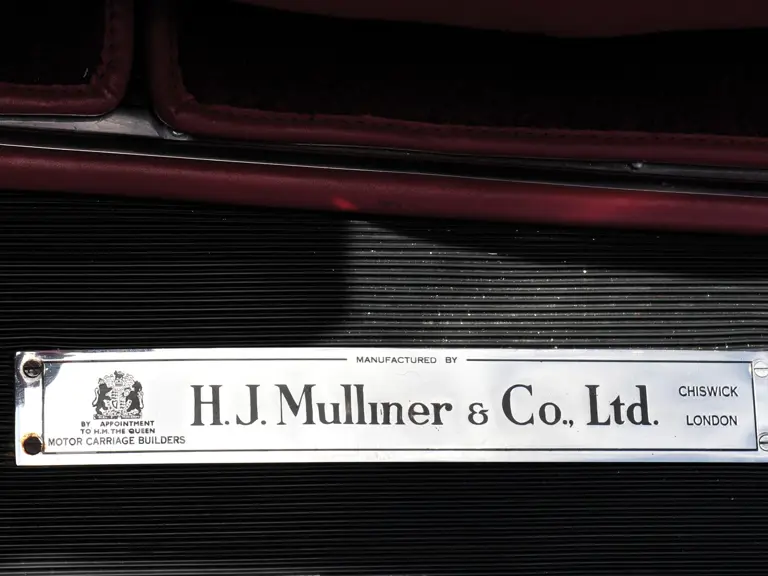 MANUFACTURED BY
H.J. Mulliner & Co., Ltd.
CHISWICK
LONDON
BY APPOINTMENT
TO H.M. THE QUEEN
MOTOR CARRIAGE BUILDERS